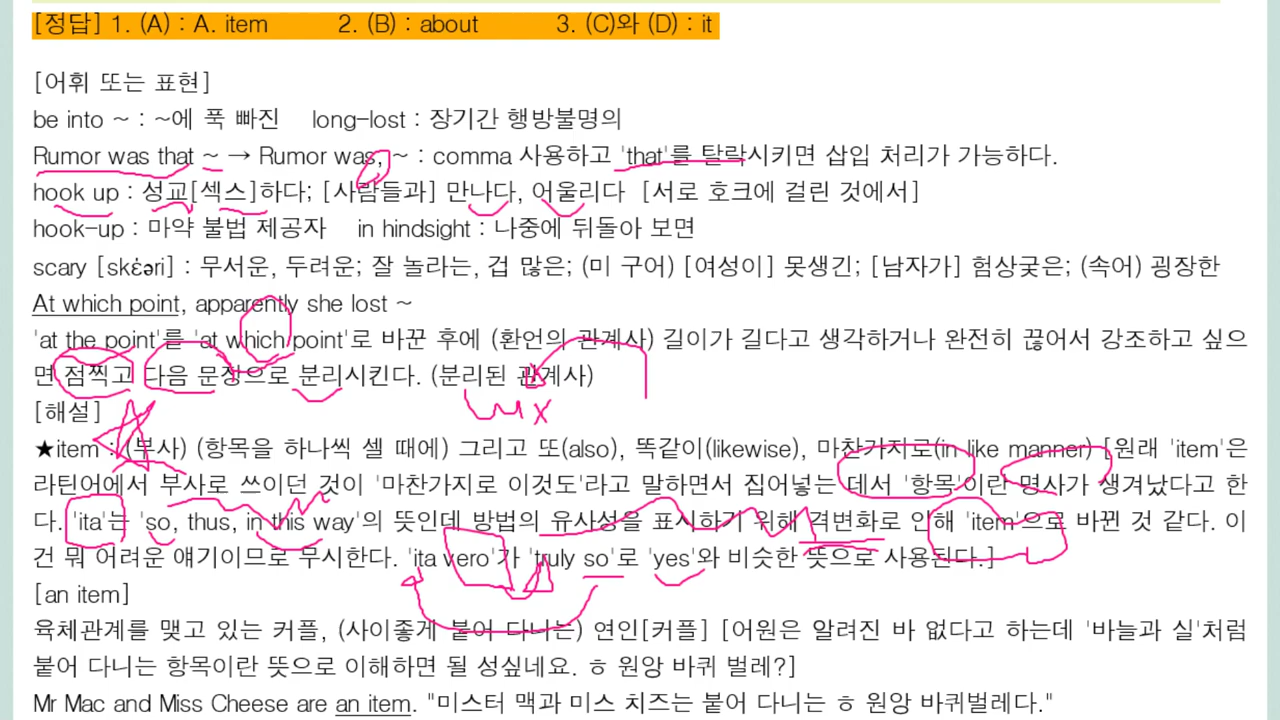 [정답] 1. (A) : A. item 2. (B) : about 3. (C)와 (D) : it
[어휘 또는 표현]
be into ~ : ~에 푹 빠진 long-lost : 장기간 행방불명의
Rumor was that ~ → Rumor was, ~ : comma 사용하고 'that'를 탈락시키면 삽입 처리가 가능하다.
hook up : 성교[섹스]하다; [사람들과] 만나다, 어울리다 [서로 호크에 걸린 것에서]
hook-up : 마약 불법 제공자 in hindsight : 나중에 뒤돌아 보면
scary [skɛ́əri] : 무서운, 두려운; 잘 놀라는, 겁 많은; (미 구어) [여성이] 못생긴; [남자가] 험상궂은; (속어) 굉장한
At which point, apparently she lost ~
'at the point'를 'at which point'로 바꾼 후에 (환언의 관계사) 길이가 길다고 생각하거나 완전히 끊어서 강조하고 싶으
면 점찍고 다음 문장으로 분리시킨다. (분리된 관계사)
[해설]
★item : (부사) (항목을 하나씩 셀 때에) 그리고 또(also), 똑같이(likewise), 마찬가지로(in like manner) [원래 'item'은
라틴어에서 부사로 쓰이던 것이 '마찬가지로 이것도'라고 말하면서 집어넣는 데서 '항목'이란 명사가 생겨났다고 한
다. 'ita'는 'so, thus, in this way'의 뜻인데 방법의 유사성을 표시하기 위해 격변화로 인해 'item'으로 바뀐 것 같다. 이
건 뭐 어려운 얘기이므로 무시한다. 'ita vero'가 'truly so'로 'yes'와 비슷한 뜻으로 사용된다.]
[an item]
육체관계를 맺고 있는 커플, (사이좋게 붙어 다니는) 연인[커플] [어원은 알려진 바 없다고 하는데 '바늘과 실'처럼
붙어 다니는 항목이란 뜻으로 이해하면 될 성싶네요. ㅎ 원앙 바퀴 벌레?]
Mr Mac and Miss Cheese are an item. "미스터 맥과 미스 치즈는 붙어 다니는 ㅎ 원앙 바퀴벌레다."